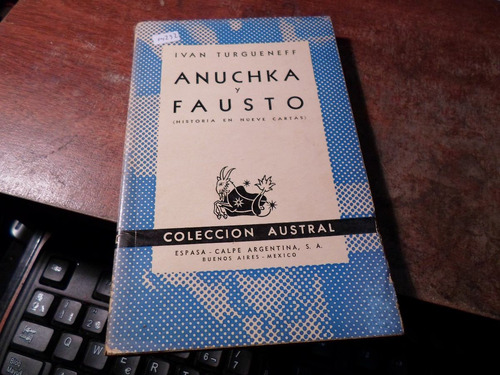 IVAN TURGUENEFF
ANUCHKA
Y
FAUSTO
(HISTORIA EN NUEVE CARTAS)
COLECCION AUSTRAL
ESPASA - CALPE ARGENTINA, S. A.
BUENOS AIRES - MEXICO